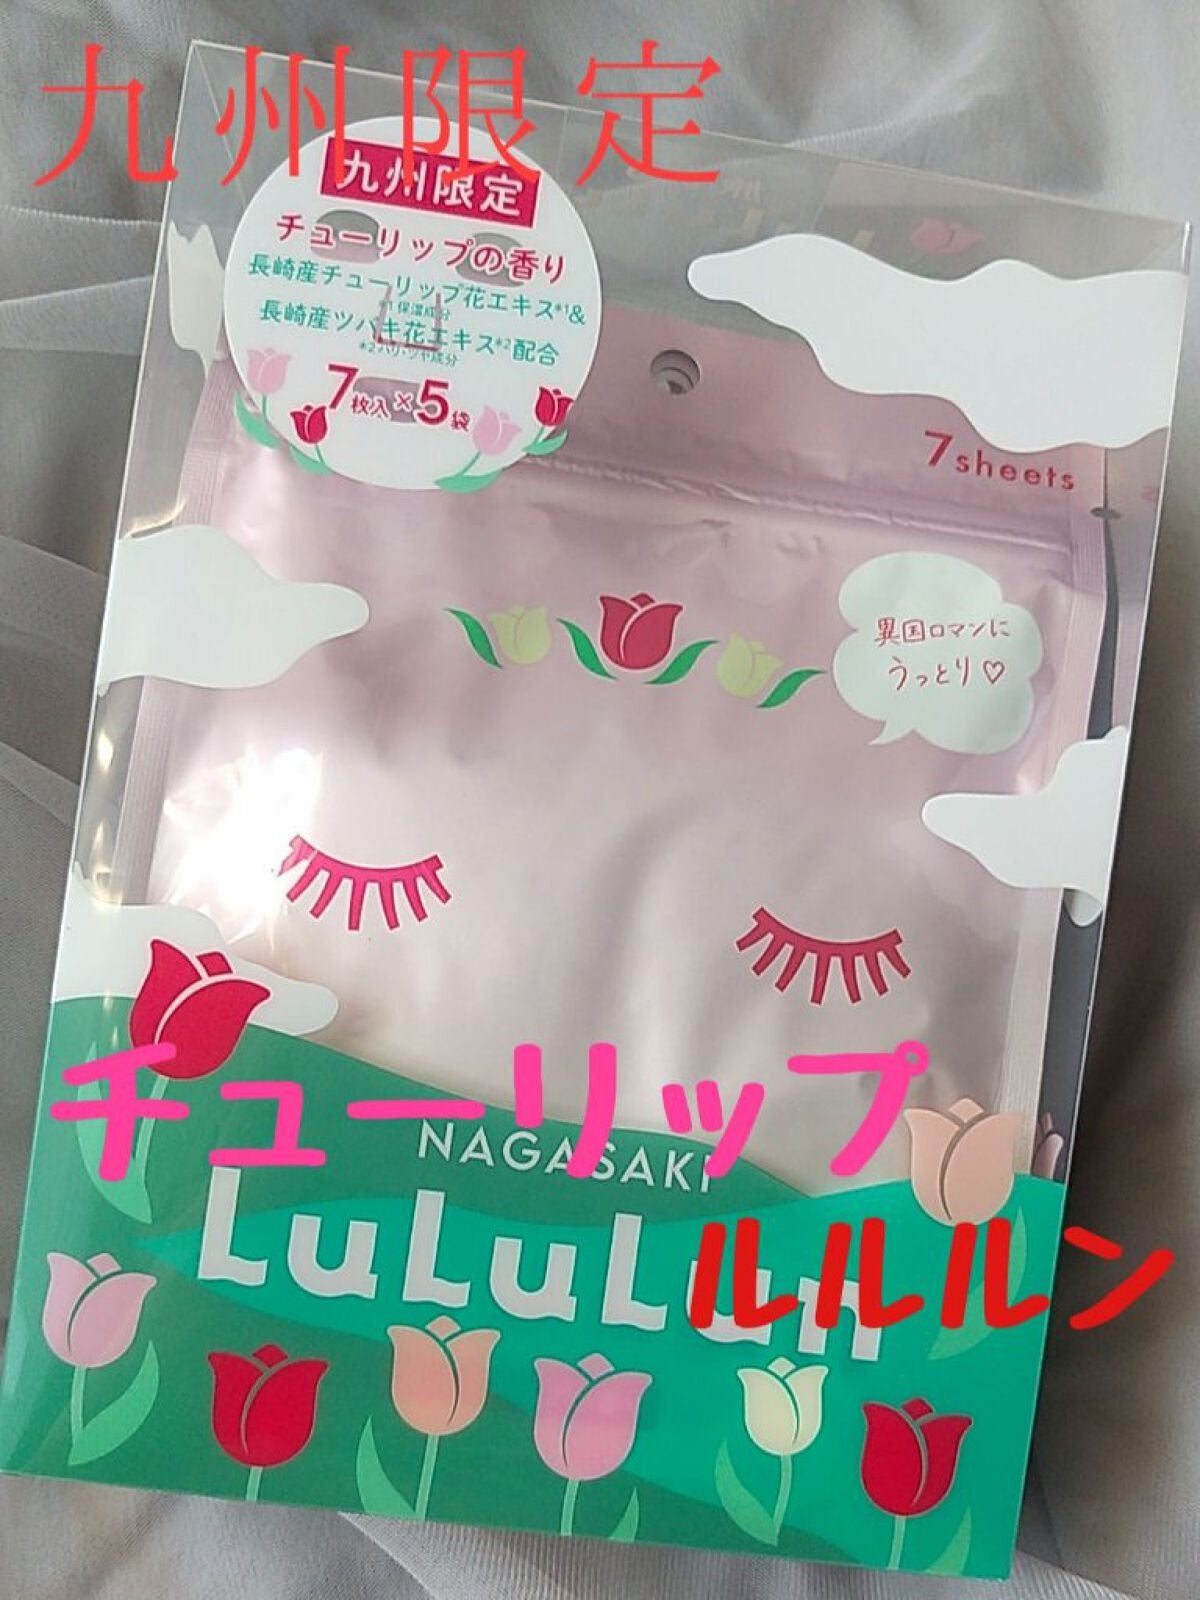 九州限定
九州限定
チューリップの香り
長崎産チューリップ花エキス*1&
*1 保湿成分
長崎産ツバキ花エキス*2配合
*2 ハリ・ツヤ成分
7枚入×5袋
7sheets
異国ロマンに
うっとり♡
チューリップ
NAGASAKI
LuLuLun
ルルルン